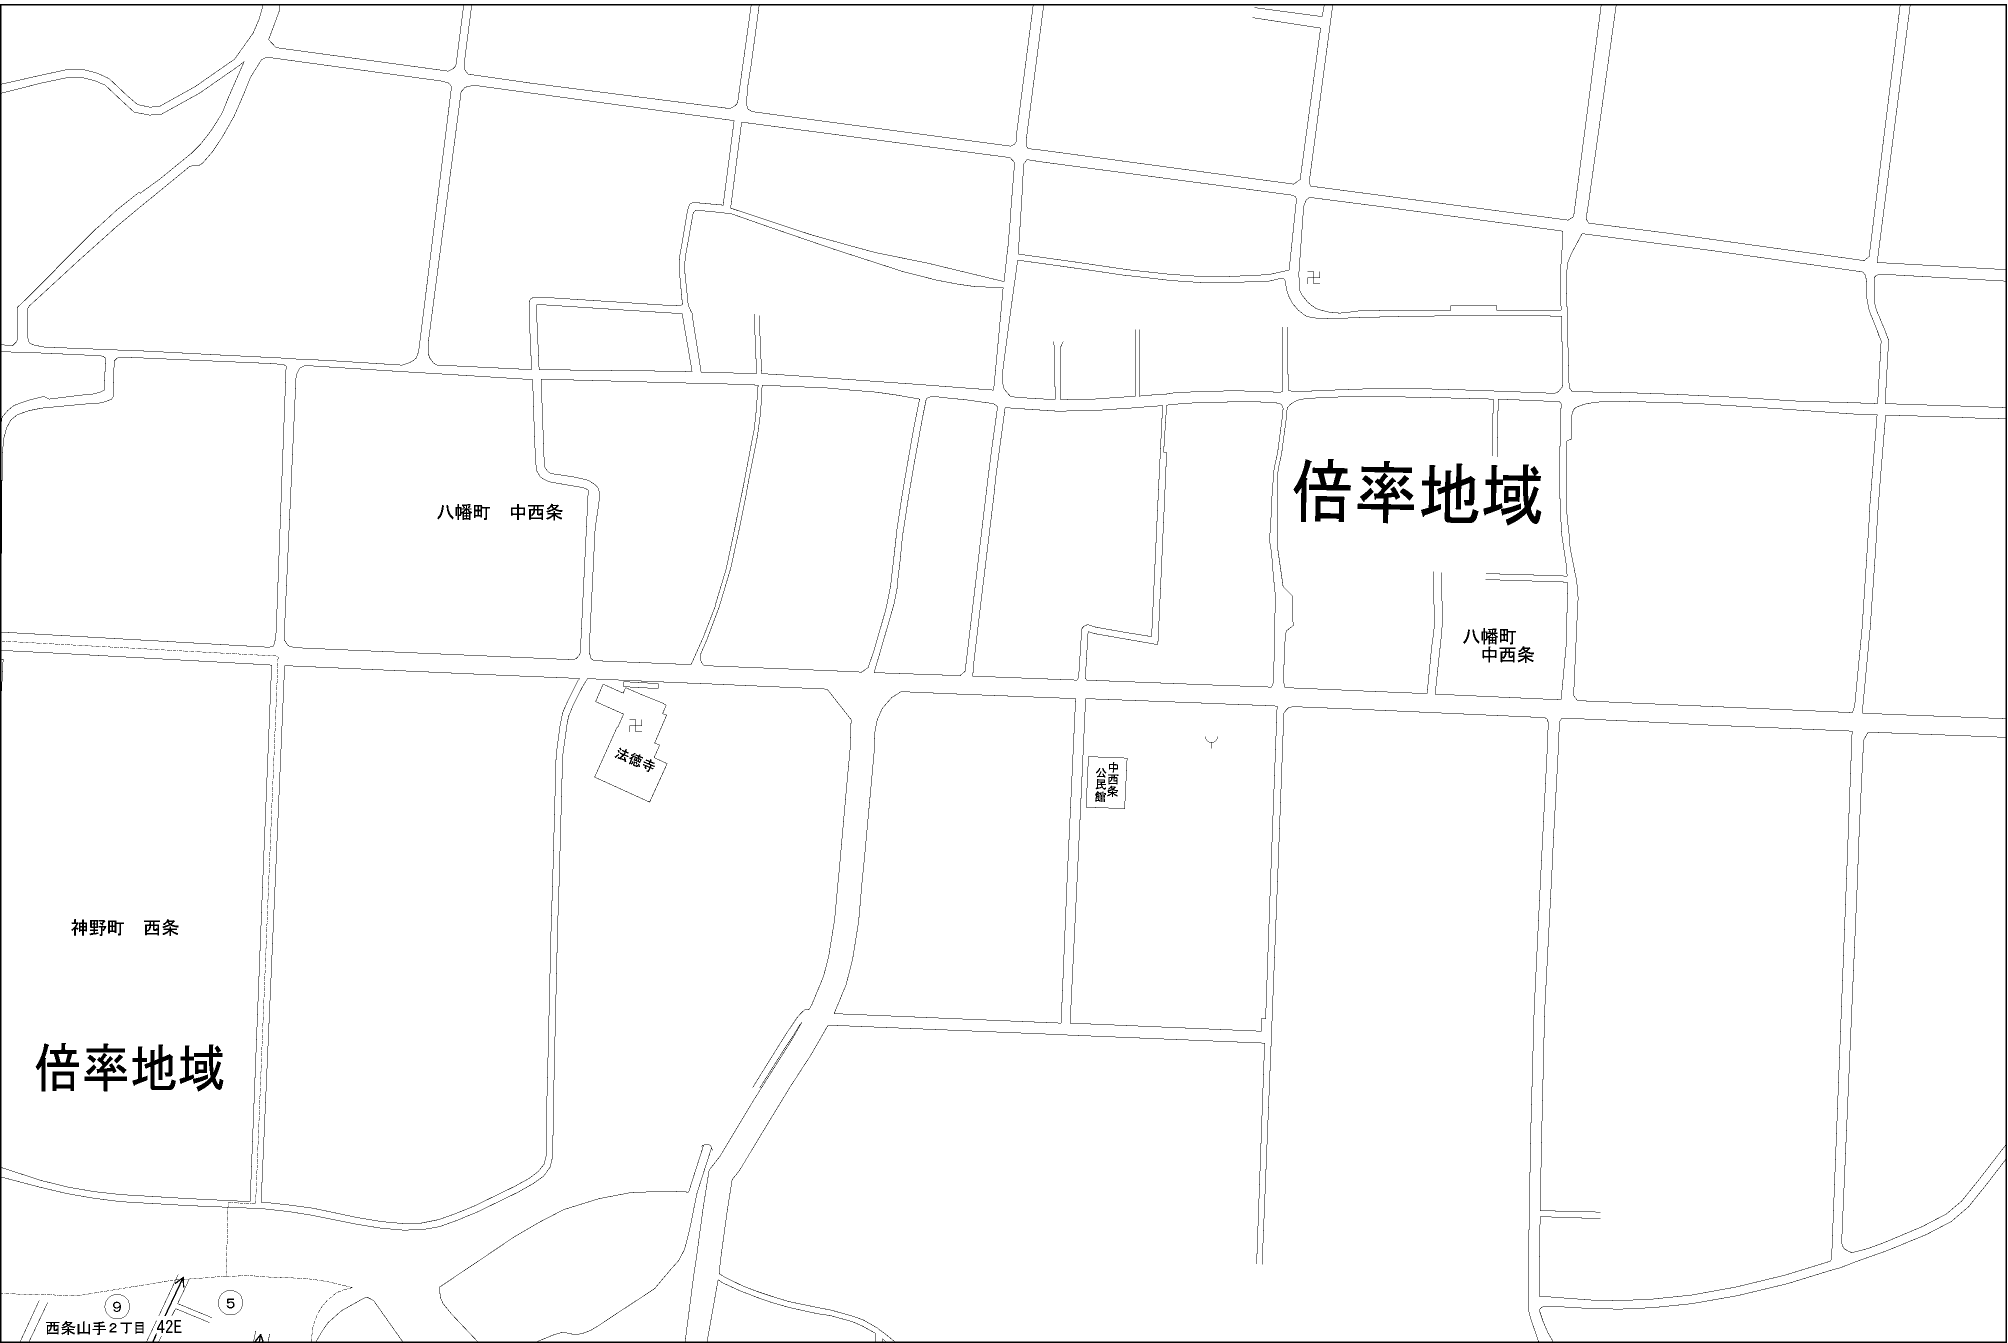 倍率地域
八幡町　中西条
八幡町
中西条
法徳寺
中西条
公民館
神野町　西条
倍率地域
9
5
西条山手2丁目
42E